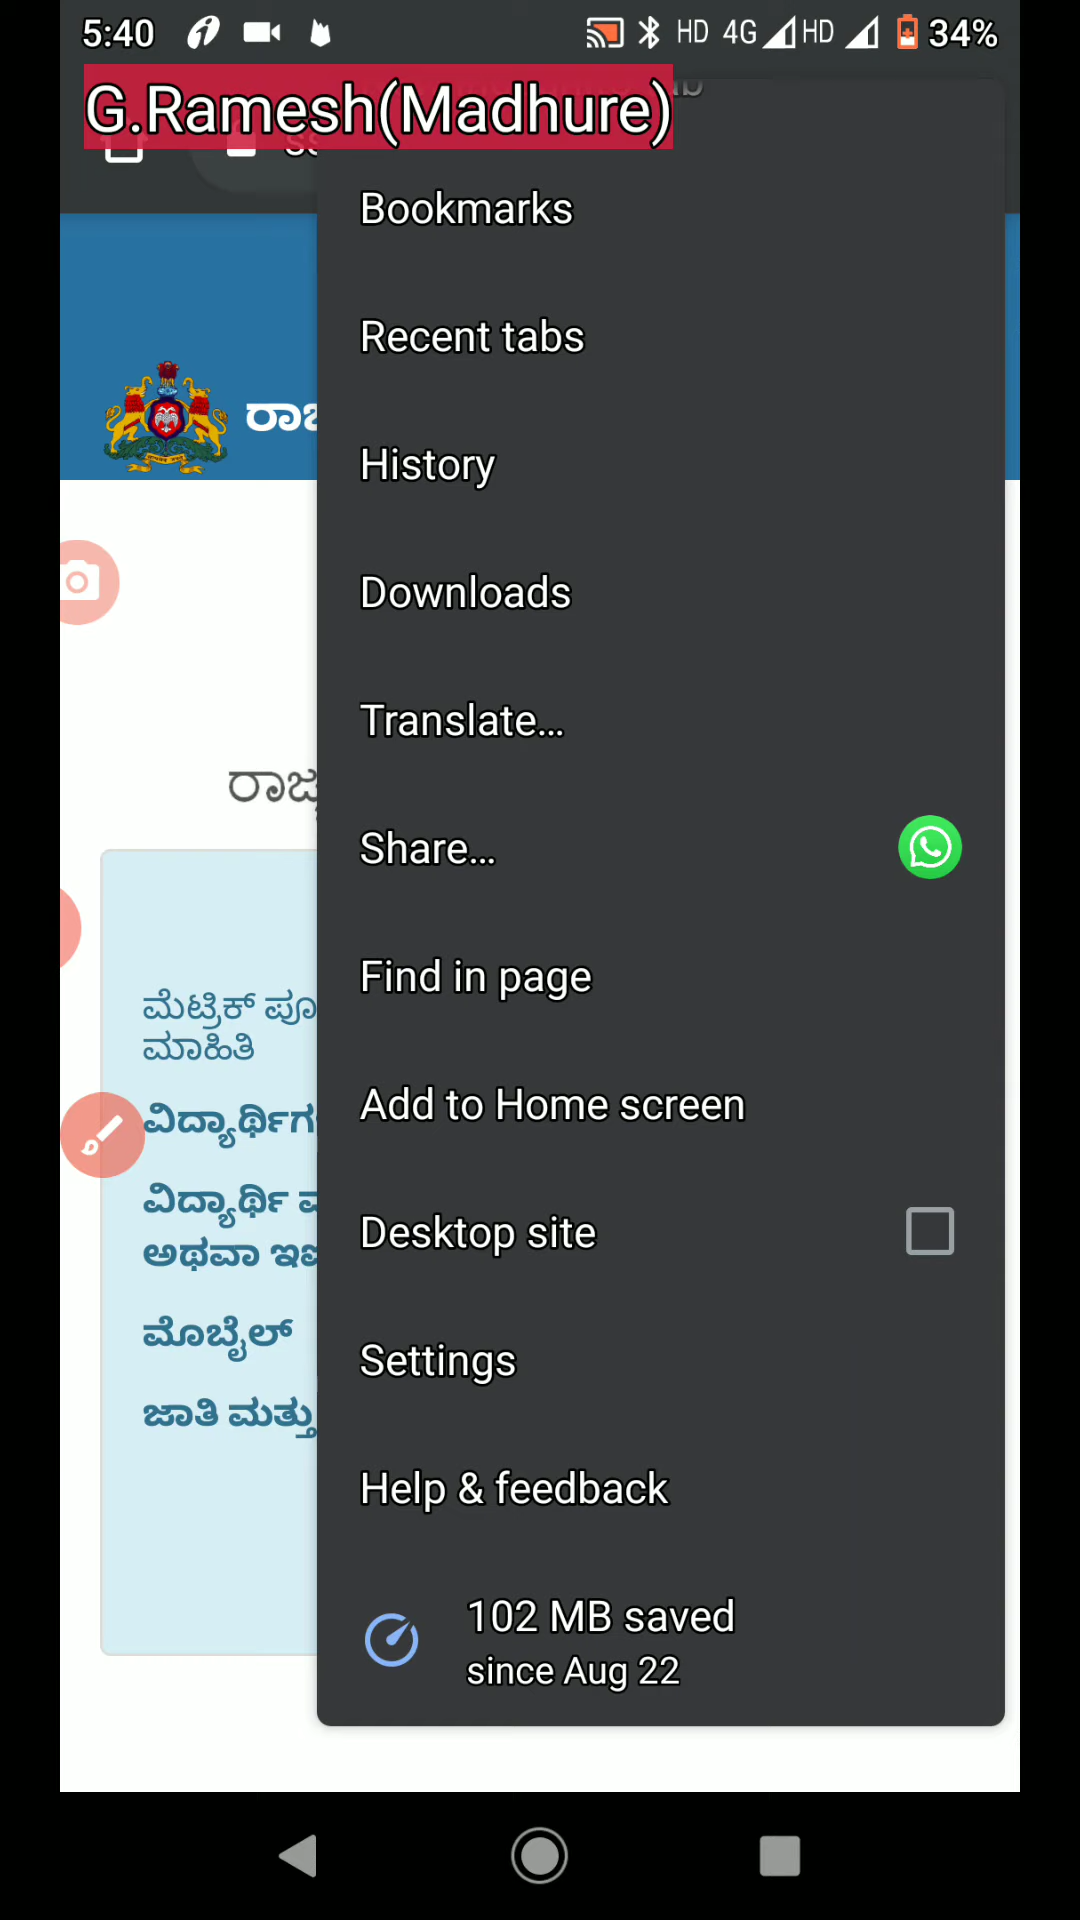 5:40 HD 4G HD 34%
G.Ramesh(Madhure)
Bookmarks
Recent tabs
History
Downloads
Translate...
Share...
Find in page
Add to Home screen
Desktop site
Settings
Help & feedback
102 MB saved
since Aug 22
ಮೆಟ್ರಿಕ್ ಪೂ
ಮಾಹಿತಿ
ವಿದ್ಯಾರ್ಥಿಗ
ವಿದ್ಯಾರ್ಥಿ
ಅಥವಾ
ಮೊಬೈಲ್
ಜಾತಿ ಮತ್ತು